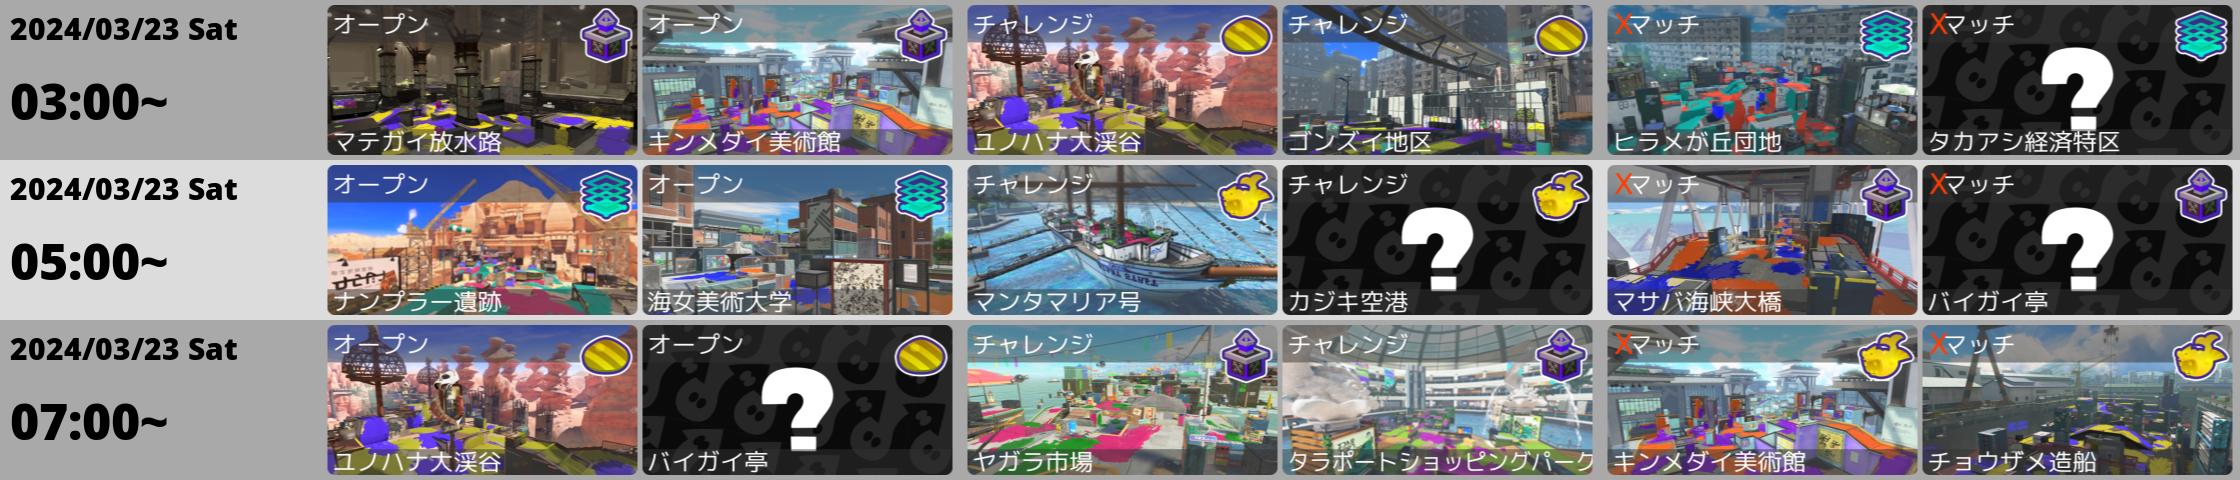 2024/03/23 Sat
03:00~
オープン
マテガイ放水路
オープン
キンメダイ美術館
チャレンジ
ユノハナ大渓谷
チャレンジ
ゴンズイ地区
Xマッチ
ヒラメが丘団地
Xマッチ
?
タカアシ経済特区
2024/03/23 Sat
05:00~
オープン
ナンプラー遺跡
オープン
海女美術大学
チャレンジ
マンタマリア号
チャレンジ
?
カジキ空港
Xマッチ
マサバ海峡大橋
Xマッチ
?
バイガイ亭
2024/03/23 Sat
07:00~
オープン
ユノハナ大渓谷
オープン
?
バイガイ亭
チャレンジ
ヤガラ市場
チャレンジ
タラポートショッピングパーク
Xマッチ
キンメダイ美術館
Xマッチ
チョウザメ造船